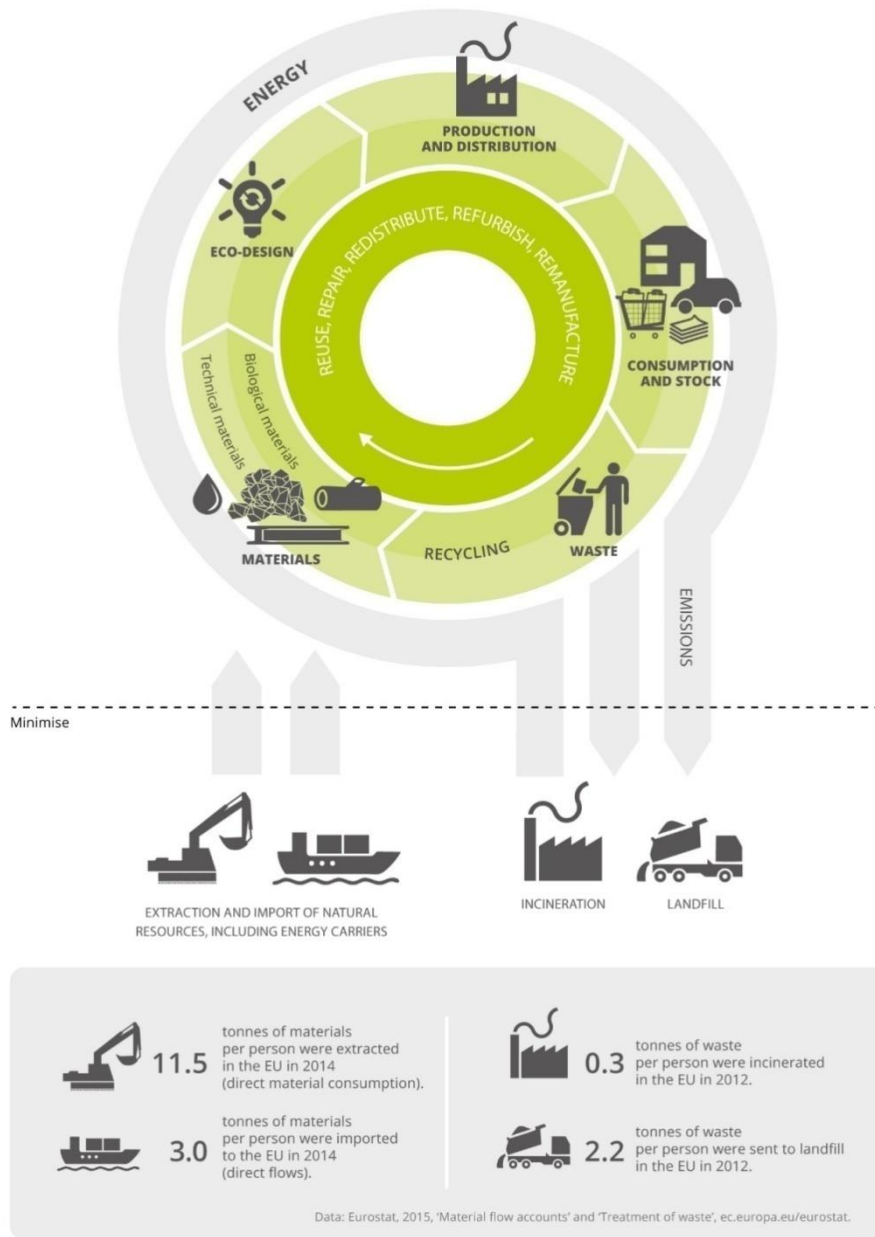 ENERGY
PRODUCTION
AND DISTRIBUTION
ECO-DESIGN
REUSE, REPAIR, REDISTRIBUTE, REFURBISH, REMANUFACTURE
CONSUMPTION
AND STOCK
Technical materials
Biological materials
MATERIALS
RECYCLING
WASTE
EMISSIONS
Minimise
EXTRACTION AND IMPORT OF NATURAL
RESOURCES, INCLUDING ENERGY CARRIERS
INCINERATION
LANDFILL
11.5
tonnes of materials
per person were extracted
in the EU in 2014
(direct material consumption).
3.0
tonnes of materials
per person were imported
to the EU in 2014
(direct flows).
0.3
tonnes of waste
per person were incinerated
in the EU in 2012.
2.2
tonnes of waste
per person were sent to landfill
in the EU in 2012.
Data: Eurostat, 2015, ‘Material flow accounts’ and ‘Treatment of waste’, ec.europa.eu/eurostat.